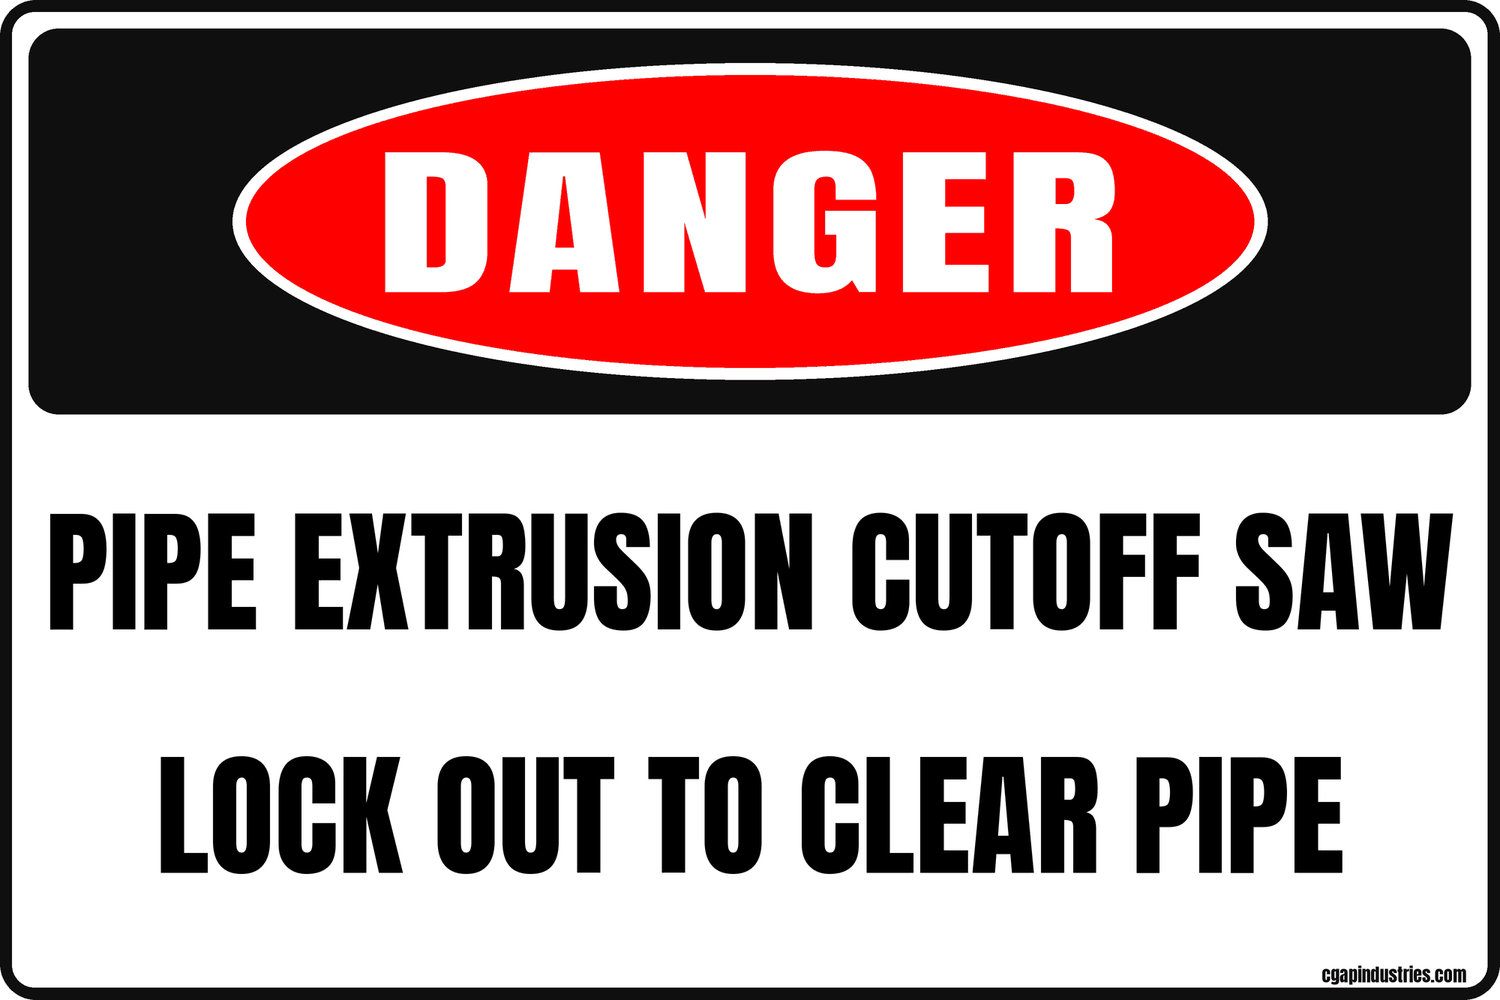 DANGER
PIPE EXTRUSION CUTOFF SAW
LOCK OUT TO CLEAR PIPE
cgapindustries.com